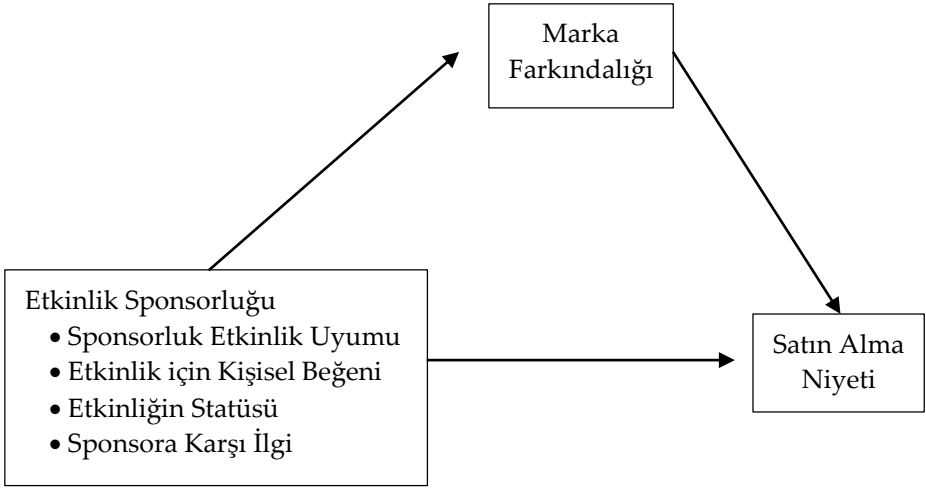 Marka
Farkındalığı
Etkinlik Sponsorluğu
• Sponsorluk Etkinlik Uyumu
• Etkinlik için Kişisel Beğeni
• Etkinliğin Statüsü
• Sponsora Karşı İlgi
Satın Alma
Niyeti